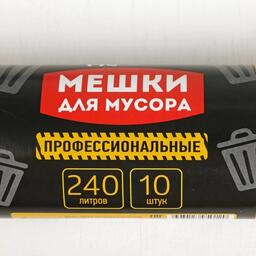 МЕШКИ
ДЛЯ МУСОРА
ПРОФЕССИОНАЛЬНЫЕ
240 10
ЛИТРОВ ШТУК